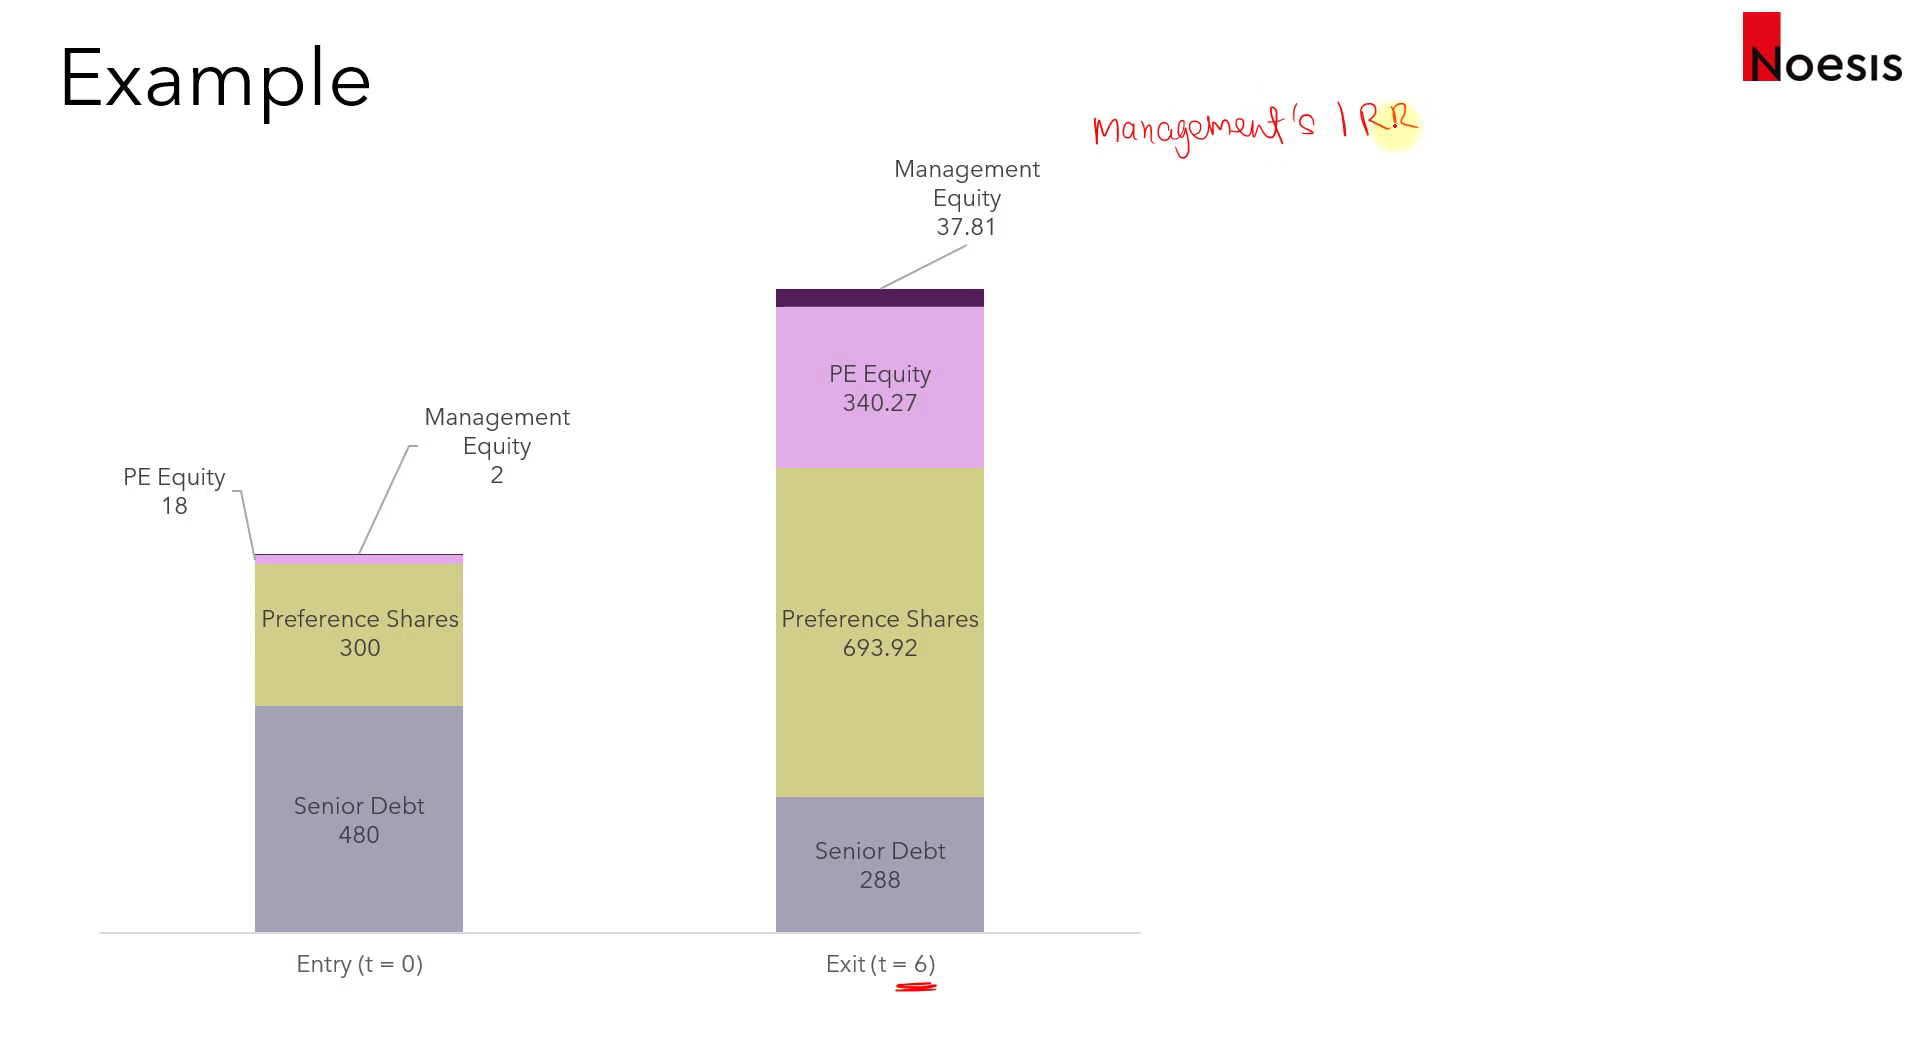 Example
Noesis
Management's IRR
Management
Equity
37.81
PE Equity
340.27
Preference Shares
693.92
Senior Debt
288
Management
Equity
2
PE Equity
18
Preference Shares
300
Senior Debt
480
Entry (t = 0)
Exit (t = 6)